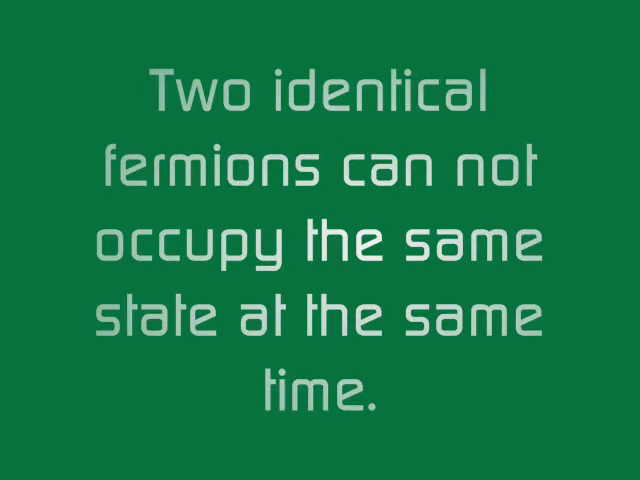 Two identical
fermions can not
occupy the same
state at the same
time.